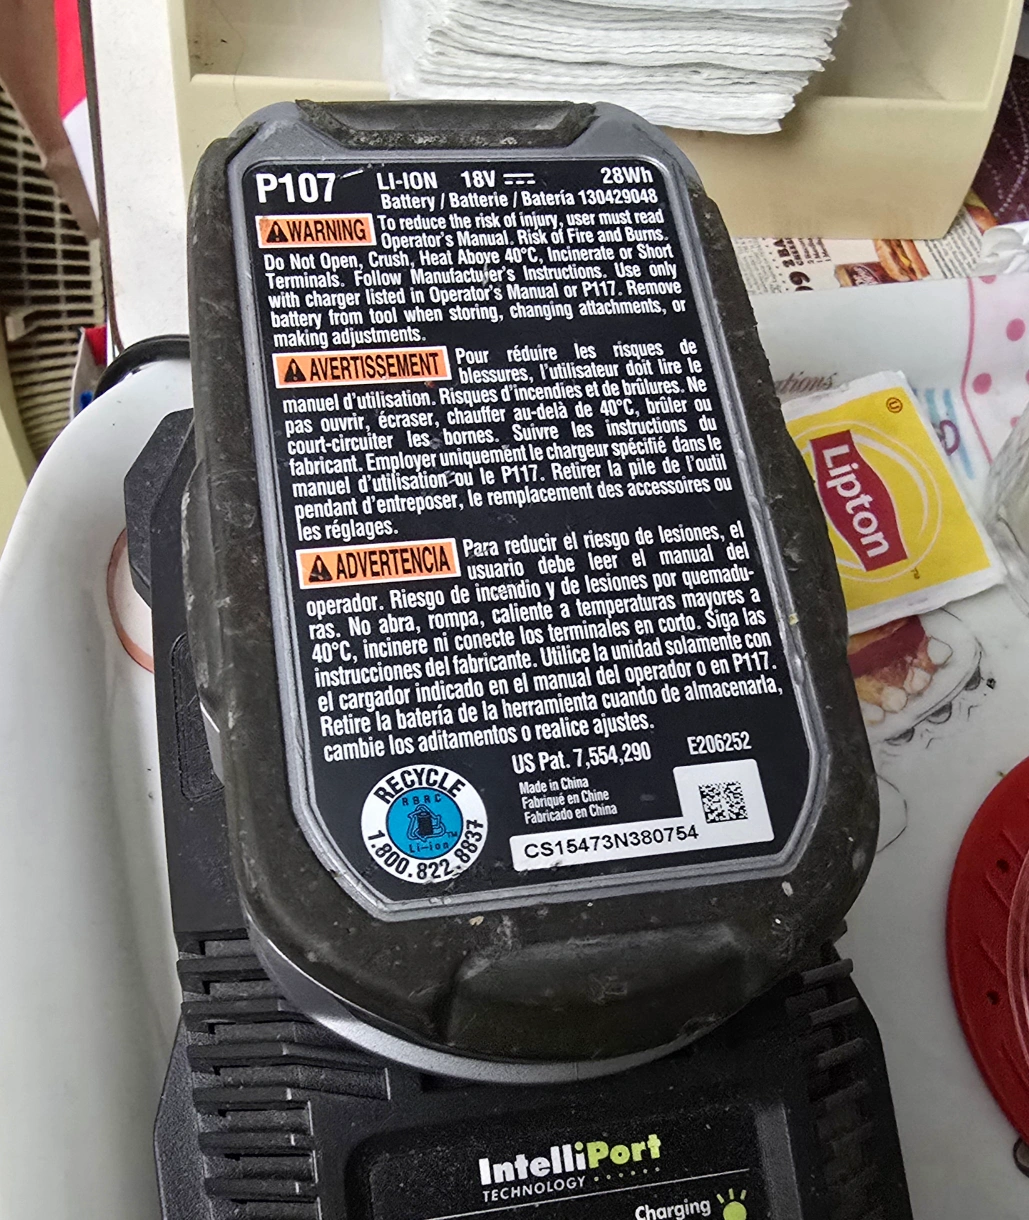 P107
LI-ION 18V 28Wh
Battery / Batterie / Batería 130429048
⚠WARNING To reduce the risk of injury, user must read
Operator's Manual. Risk of Fire and Burns.
Do Not Open, Crush, Heat Above 40°C, Incinerate or Short
Terminals. Follow Manufacturer's Instructions. Use only
with charger listed in Operator's Manual or P117. Remove
battery from tool when storing, changing attachments, or
making adjustments.
⚠AVERTISSEMENT Pour réduire les risques de
blessures, l'utilisateur doit lire le
manuel d'utilisation. Risques d'incendies et de brûlures. Ne
pas ouvrir, écraser, chauffer au-delà de 40°C, brûler ou
court-circuiter les bornes. Suivre les instructions du
fabricant. Employer uniquement le chargeur spécifié dans le
manuel d'utilisation ou le P117. Retirer la pile de l'outil
pendant d'entreposer, le remplacement des accessoires ou
les réglages.
⚠ADVERTENCIA Para reducir el riesgo de lesiones, el
usuario debe leer el manual del
operador. Riesgo de incendio y de lesiones por quemadu-
ras. No abra, rompa, caliente a temperaturas mayores a
40°C, incinere ni conecte los terminales en corto. Siga las
instrucciones del fabricante. Utilice la unidad solamente con
el cargador indicado en el manual del operador o en P117.
Retire la batería de la herramienta cuando de almacenarla,
cambie los aditamentos o realice ajustes.
US Pat. 7,554,290 E206252
Made in China
Fabriqué en Chine
Fabricado en China
CS15473N380754
RECYCLE
RBRC
Li-ion
TM
1.800.822.8837
IntelliPort
TECHNOLOGY
Charging
Lipton
TM